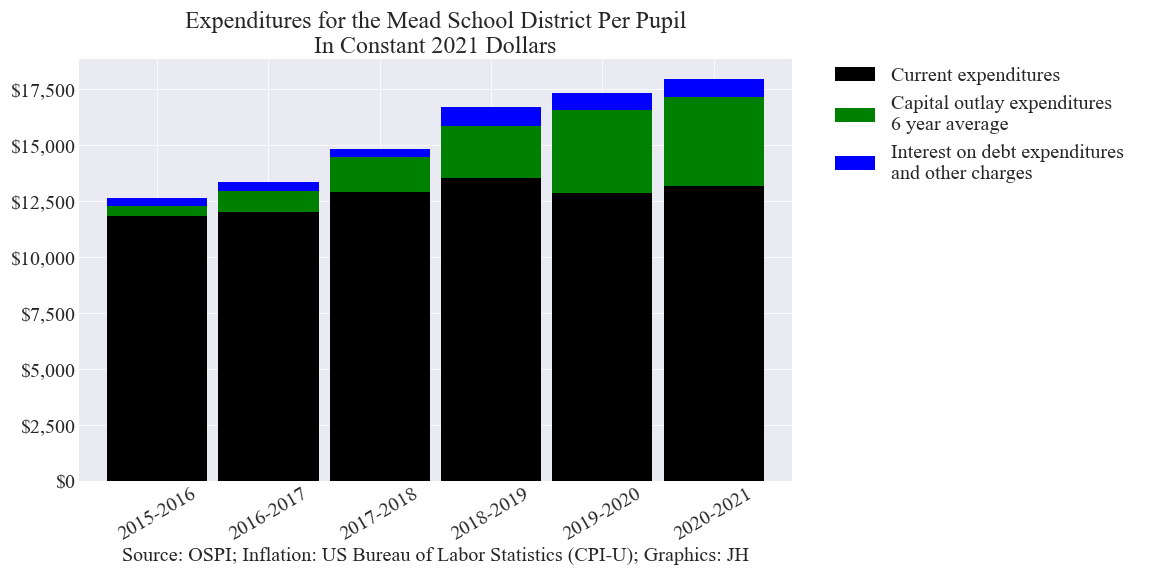 Expenditures for the Mead School District Per Pupil
In Constant 2021 Dollars
$17,500
$15,000
$12,500
$10,000
$7,500
$5,000
$2,500
$0
2015-2016
2016-2017
2017-2018
2018-2019
2019-2020
2020-2021
Source: OSPI; Inflation: US Bureau of Labor Statistics (CPI-U); Graphics: JH
Current expenditures
Capital outlay expenditures
6 year average
Interest on debt expenditures
and other charges